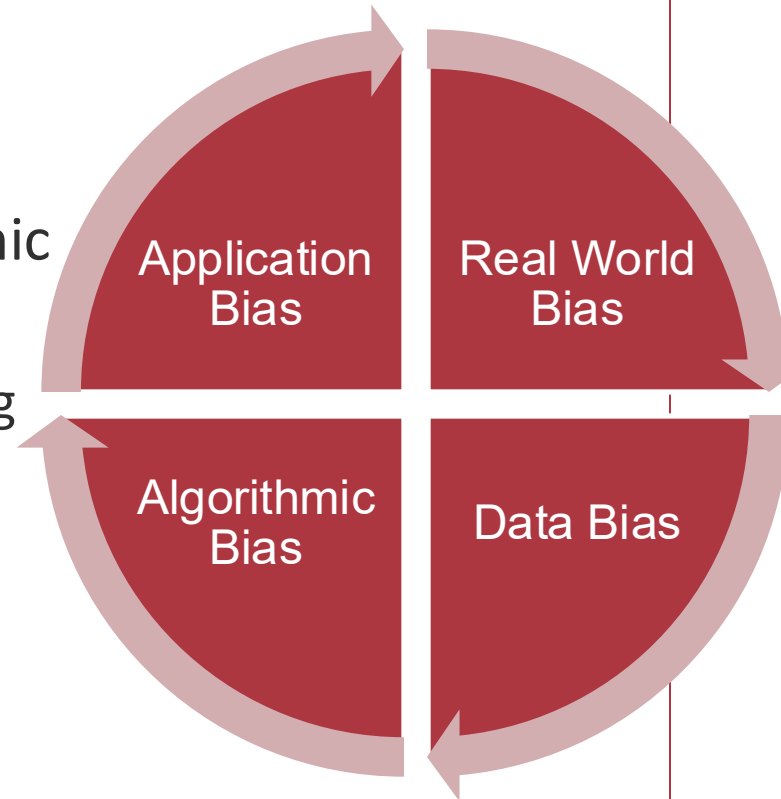 Application
Bias
Real World
Bias
Algorithmic
Bias
Data Bias